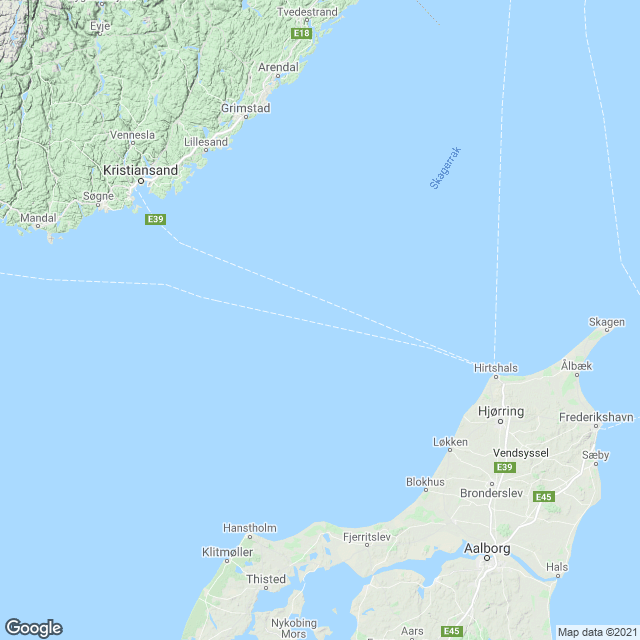 Tvedestrand
Evje
E18
Arendal
Grimstad
Vennesla
Lillesand
Kristiansand
Skagerrak
Søgne
Mandal
E39
Skagen
Hirtshals
Ålbæk
Hjørring
Frederikshavn
Løkken
Vendsyssel
Sæby
E39
Blokhus
Bronderslev
E45
Hanstholm
Fjerritslev
Klitmøller
Aalborg
Hals
Thisted
Nykobing
Mors
Aars
E45
Google
Map data ©2021